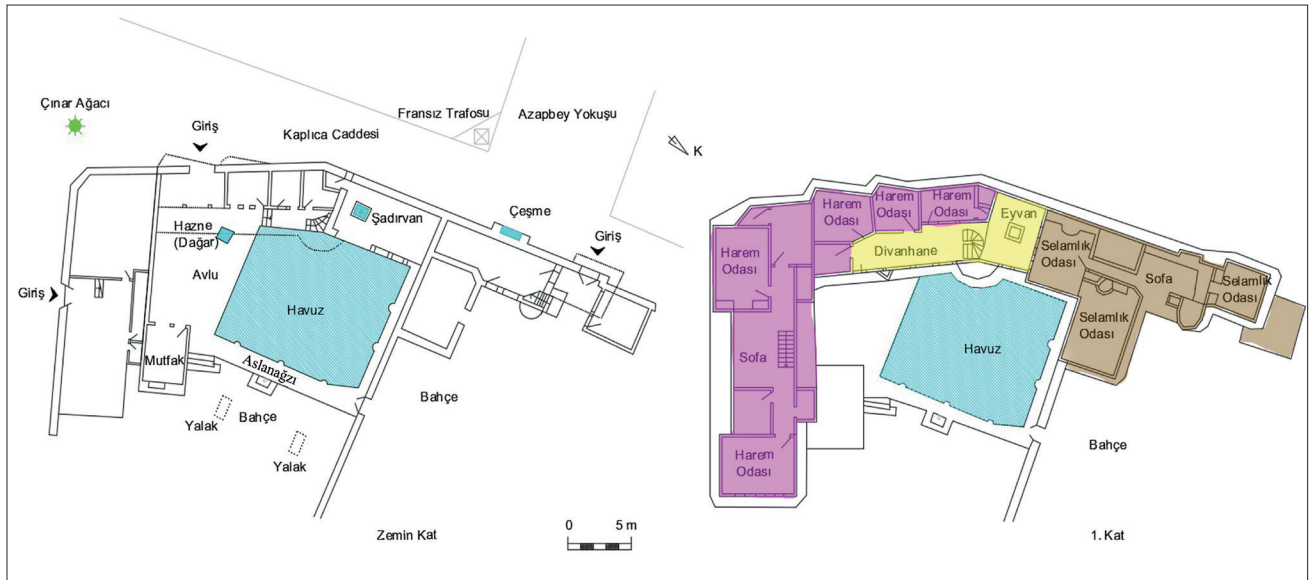 Çınar Ağacı
Giriş
Kaplıca Caddesi
Fransız Trafosu
Azapbey Yokuşu
K
Hazne
(Dağar)
Şadırvan
Çeşme
Giriş
Avlu
Giriş
Havuz
Mutfak
Aslanağzı
Bahçe
Yalak
Bahçe
Yalak
Zemin Kat
0 5 m
Harem
Odası
Harem
Odası
Harem
Odası
Eyvan
Divanhane
Harem
Odası
Selamlık
Odası
Sofa
Selamlık
Odası
Selamlık
Odası
Havuz
Sofa
Harem
Odası
Bahçe
1. Kat